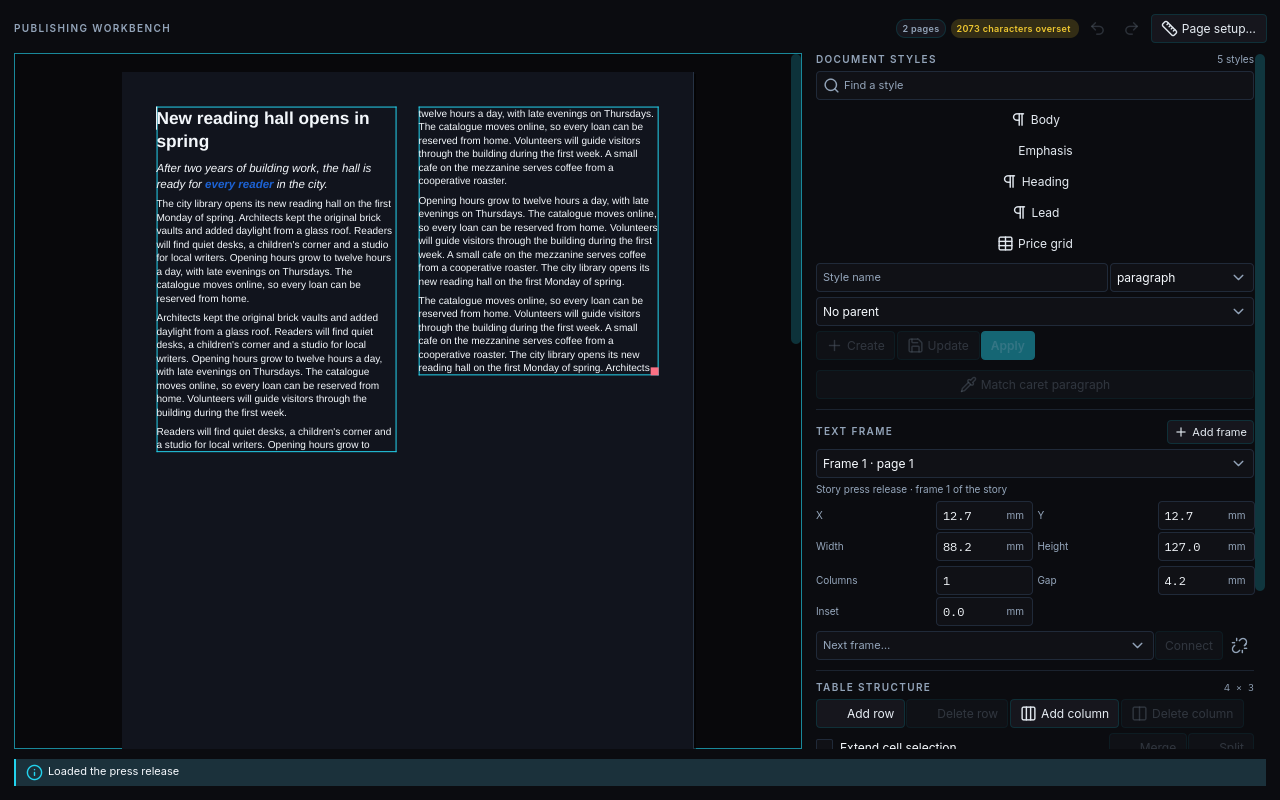 PUBLISHING WORKBENCH
2 pages
2073 characters overset
Page setup...
New reading hall opens in
spring
After two years of building work, the hall is
ready for every reader in the city.
The city library opens its new reading hall on the first
Monday of spring. Architects kept the original brick
vaults and added daylight from a glass roof. Readers
will find quiet desks, a children's corner and a studio
for local writers. Opening hours grow to twelve hours
a day, with late evenings on Thursdays. The
catalogue moves online, so every loan can be
reserved from home.
Architects kept the original brick vaults and added
daylight from a glass roof. Readers will find quiet
desks, a children's corner and a studio for local
writers. Opening hours grow to twelve hours a day,
with late evenings on Thursdays. The catalogue
moves online, so every loan can be reserved from
home. Volunteers will guide visitors through the
building during the first week.
Readers will find quiet desks, a children's corner and
a studio for local writers. Opening hours grow to
twelve hours a day, with late evenings on Thursdays.
The catalogue moves online, so every loan can be
reserved from home. Volunteers will guide visitors
through the building during the first week. A small
cafe on the mezzanine serves coffee from a
cooperative roaster.
Opening hours grow to twelve hours a day, with late
evenings on Thursdays. The catalogue moves online,
so every loan can be reserved from home. Volunteers
will guide visitors through the building during the first
week. A small cafe on the mezzanine serves coffee
from a cooperative roaster. The city library opens its
new reading hall on the first Monday of spring.
The catalogue moves online, so every loan can be
reserved from home. Volunteers will guide visitors
through the building during the first week. A small
cafe on the mezzanine serves coffee from a
cooperative roaster. The city library opens its new
reading hall on the first Monday of spring. Architects
DOCUMENT STYLES
5 styles
Find a style
Body
Emphasis
Heading
Lead
Price grid
Style name
paragraph
No parent
Create
Update
Apply
Match caret paragraph
TEXT FRAME
Add frame
Frame 1 · page 1
Story press release · frame 1 of the story
X 12.7 mm Y 12.7 mm
Width 88.2 mm Height 127.0 mm
Columns 1 Gap 4.2 mm
Inset 0.0 mm
Next frame...
Connect
TABLE STRUCTURE
4 × 3
Add row
Delete row
Add column
Delete column
Extend cell selection
Merge
Split
Loaded the press release